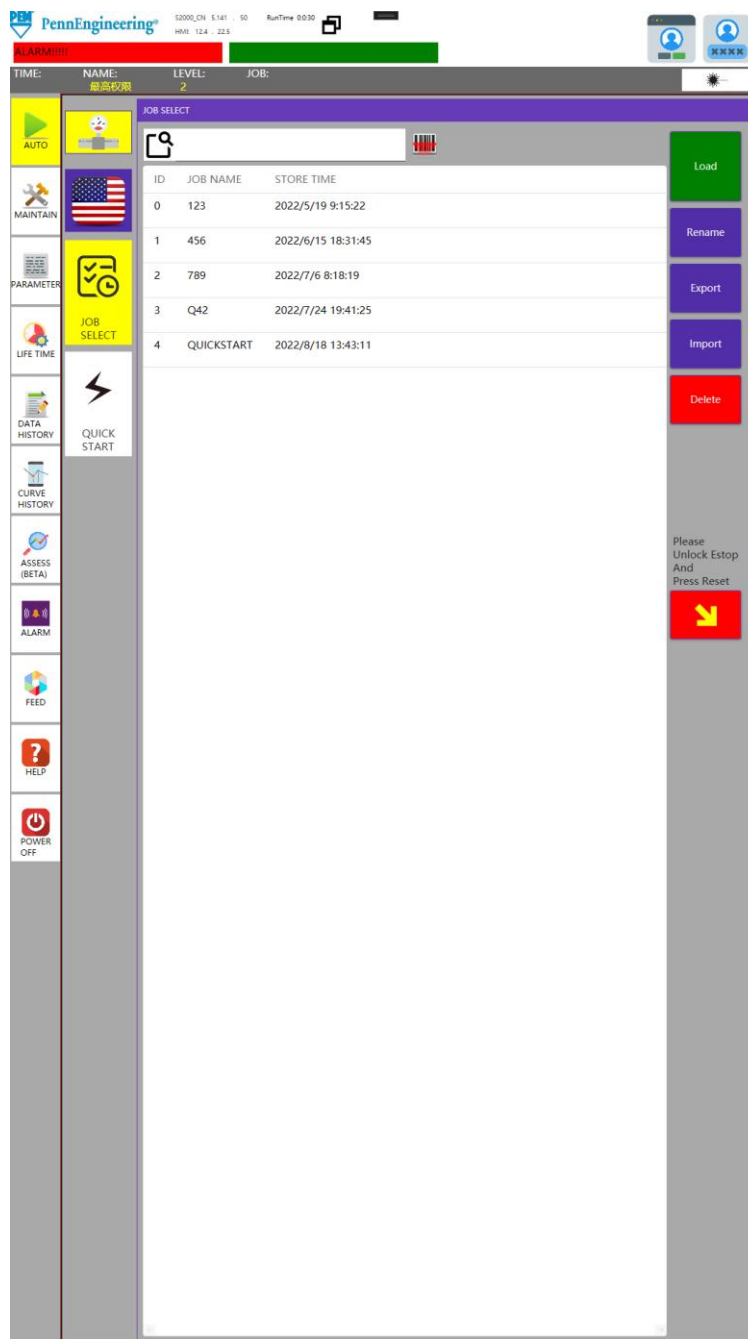 PennEngineering®
S2000_CN 5.141 . 50
RunTime 0:0:30
HMI: 12.4 . 22.5
ALARM!!!!!
TIME:
NAME:
LEVEL:
JOB:
最高权限
2
XXXX
AUTO
MAINTAIN
PARAMETER
LIFE TIME
DATA
HISTORY
CURVE
HISTORY
ASSESS
(BETA)
ALARM
FEED
HELP
POWER
OFF
JOB
SELECT
QUICK
START
JOB SELECT
ID JOB NAME STORE TIME
0 123 2022/5/19 9:15:22
1 456 2022/6/15 18:31:45
2 789 2022/7/6 8:18:19
3 Q42 2022/7/24 19:41:25
4 QUICKSTART 2022/8/18 13:43:11
Load
Rename
Export
Import
Delete
Please
Unlock Estop
And
Press Reset